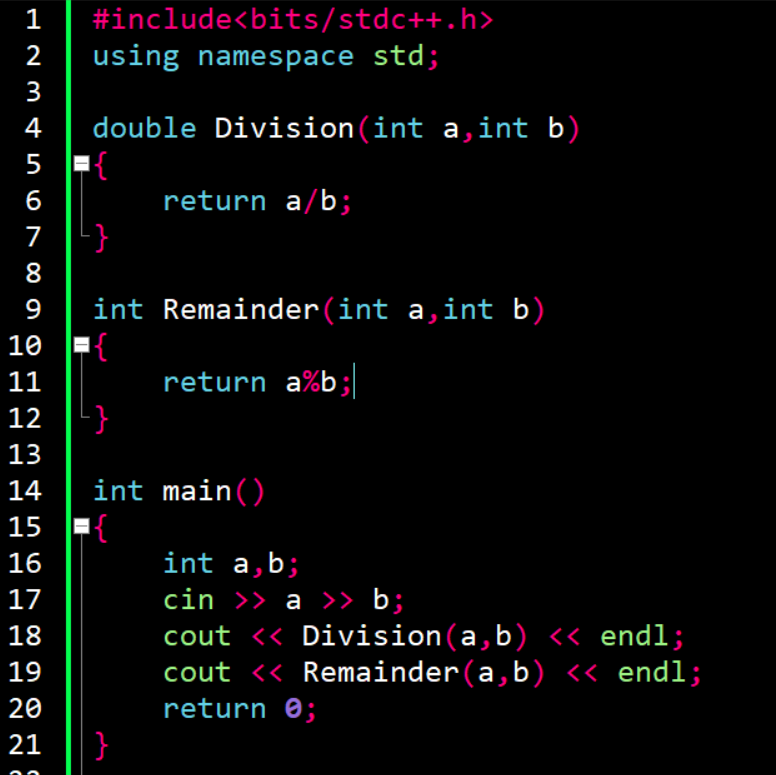 1 #include<bits/stdc++.h>
2 using namespace std;
3
4 double Division(int a,int b)
5 {
6 return a/b;
7 }
8
9 int Remainder(int a,int b)
10 {
11 return a%b;
12 }
13
14 int main()
15 {
16 int a,b;
17 cin >> a >> b;
18 cout << Division(a,b) << endl;
19 cout << Remainder(a,b) << endl;
20 return 0;
21 }